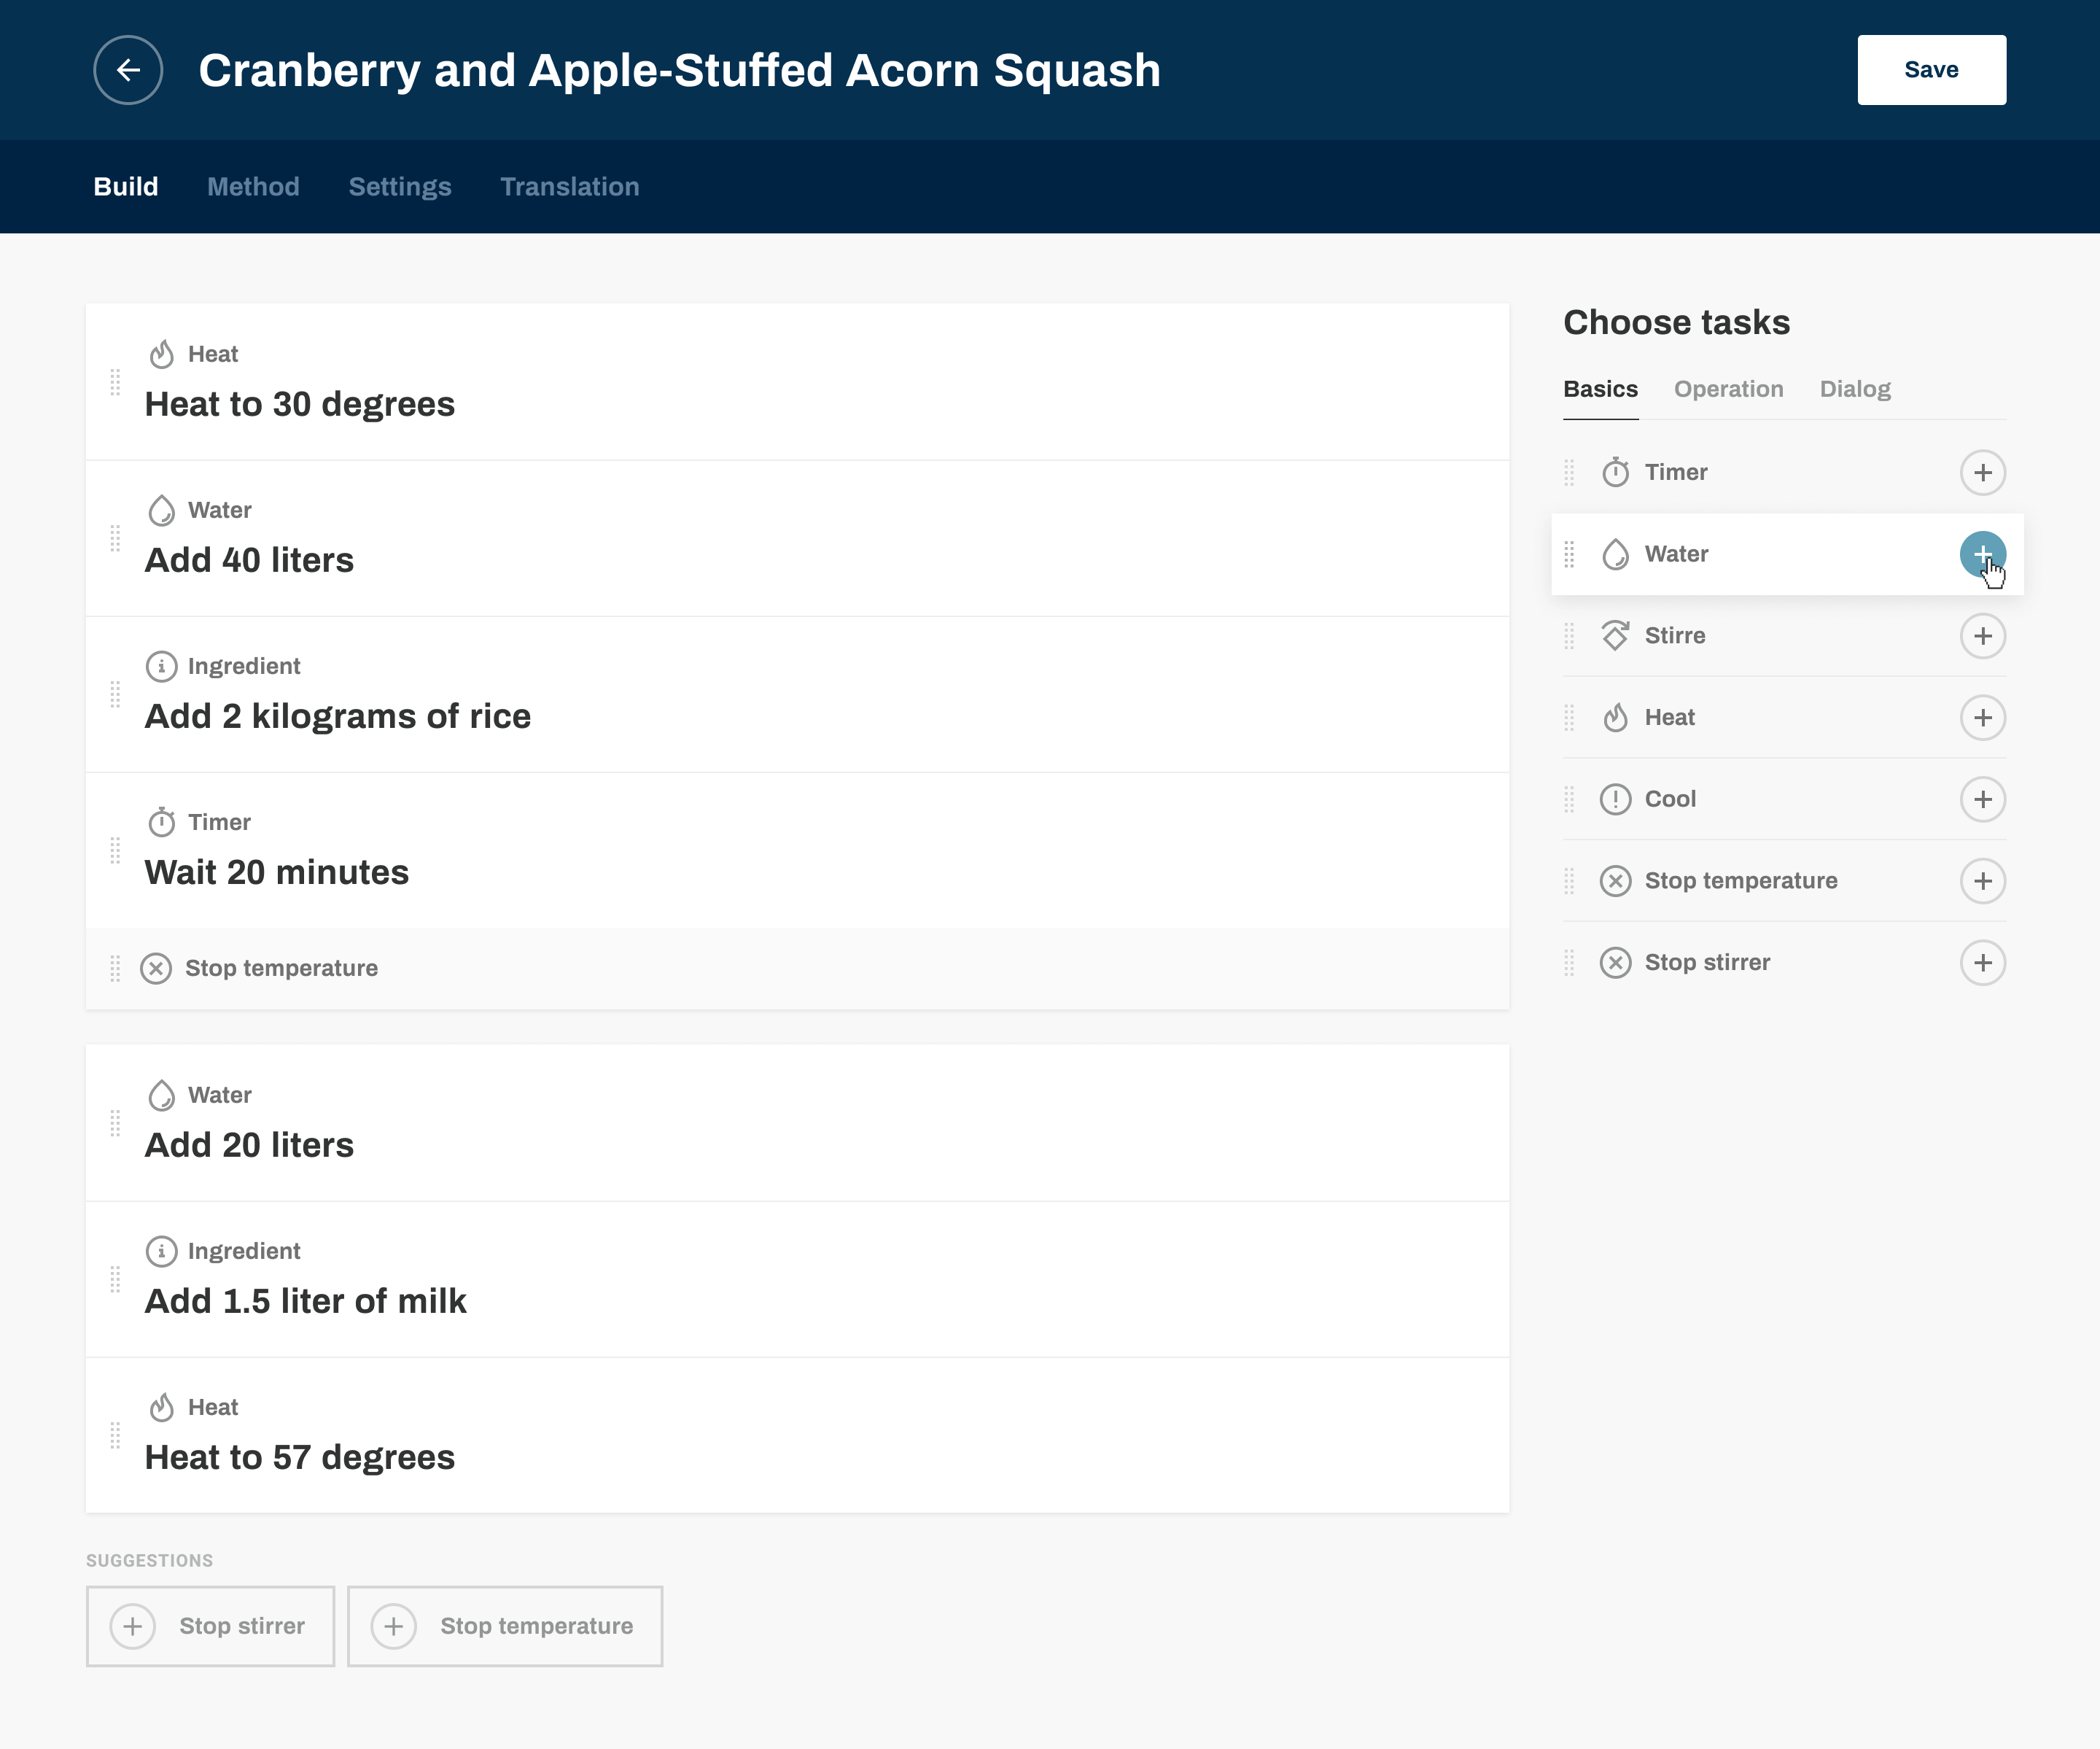 Cranberry and Apple-Stuffed Acorn Squash
Save
Build
Method
Settings
Translation
Heat
Heat to 30 degrees
Water
Add 40 liters
Ingredient
Add 2 kilograms of rice
Timer
Wait 20 minutes
Stop temperature
Water
Add 20 liters
Ingredient
Add 1.5 liter of milk
Heat
Heat to 57 degrees
SUGGESTIONS
Stop stirrer
Stop temperature
Choose tasks
Basics
Operation
Dialog
Timer
Water
Stirre
Heat
Cool
Stop temperature
Stop stirrer